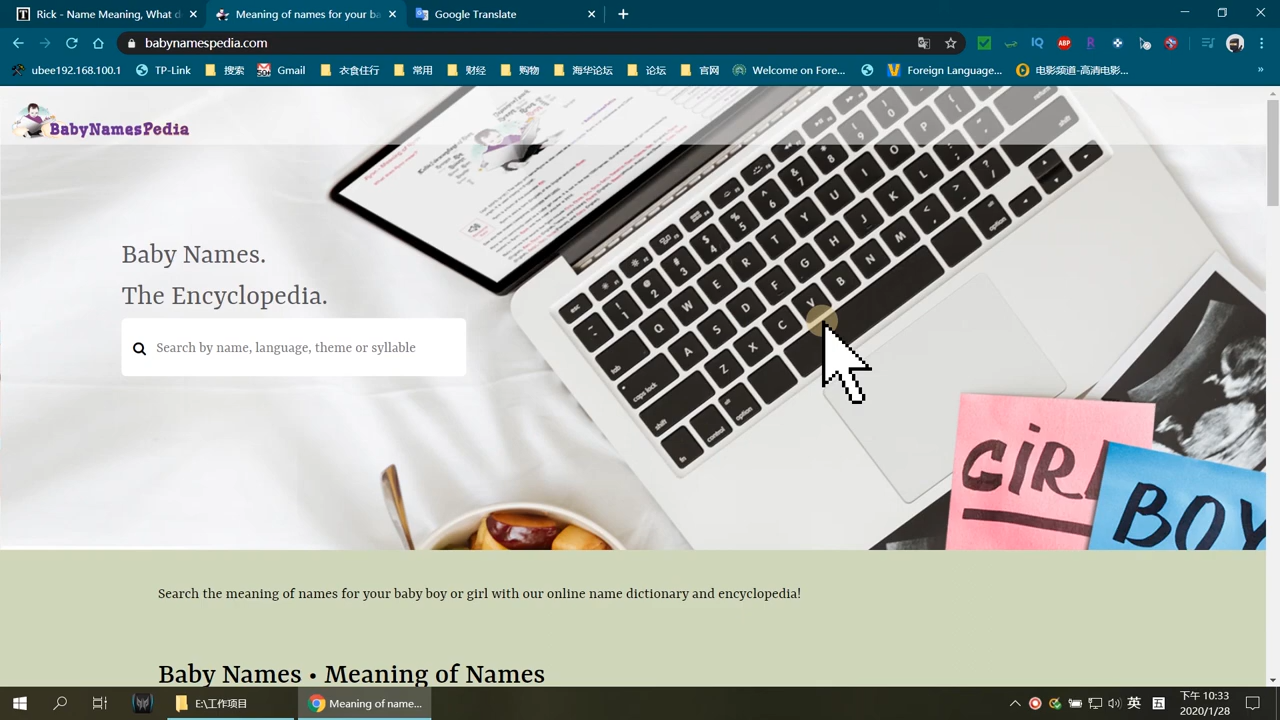 Rick - Name Meaning, What d
Meaning of names for your ba
Google Translate
babynamespedia.com
ubee192.168.100.1
TP-Link
搜索
Gmail
衣食住行
常用
财经
购物
海华论坛
论坛
官网
Welcome on Fore...
Foreign Language...
电影频道-高清电影...
BabyNamesPedia
Baby Names.
The Encyclopedia.
Search by name, language, theme or syllable
GIRL
BOY
Search the meaning of names for your baby boy or girl with our online name dictionary and encyclopedia!
Baby Names • Meaning of Names
E:\工作项目
Meaning of name...
英
下午 10:33
2020/1/28